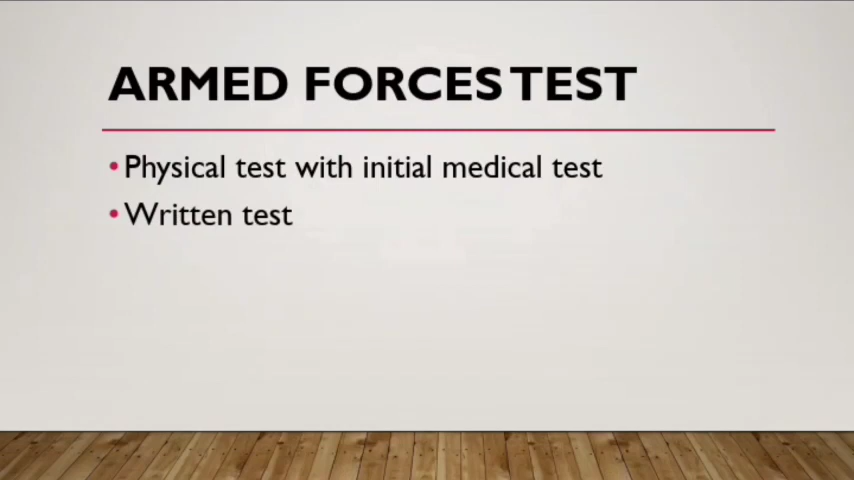 ARMED FORCES TEST
• Physical test with initial medical test
• Written test